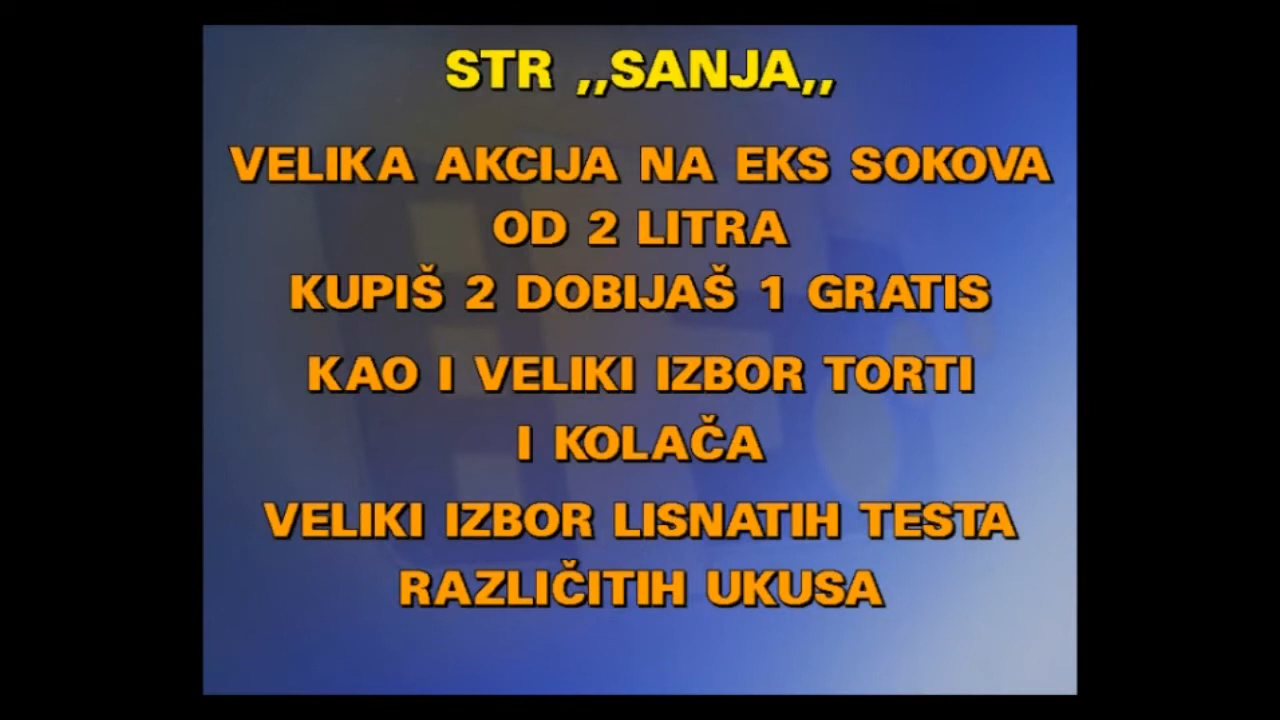 STR ,,SANJA,,
VELIKA AKCIJA NA EKS SOKOVA
OD 2 LITRA
KUPIŠ 2 DOBIJAŠ 1 GRATIS
KAO I VELIKI IZBOR TORTI
I KOLAČA
VELIKI IZBOR LISNATIH TESTA
RAZLIČITIH UKUSA